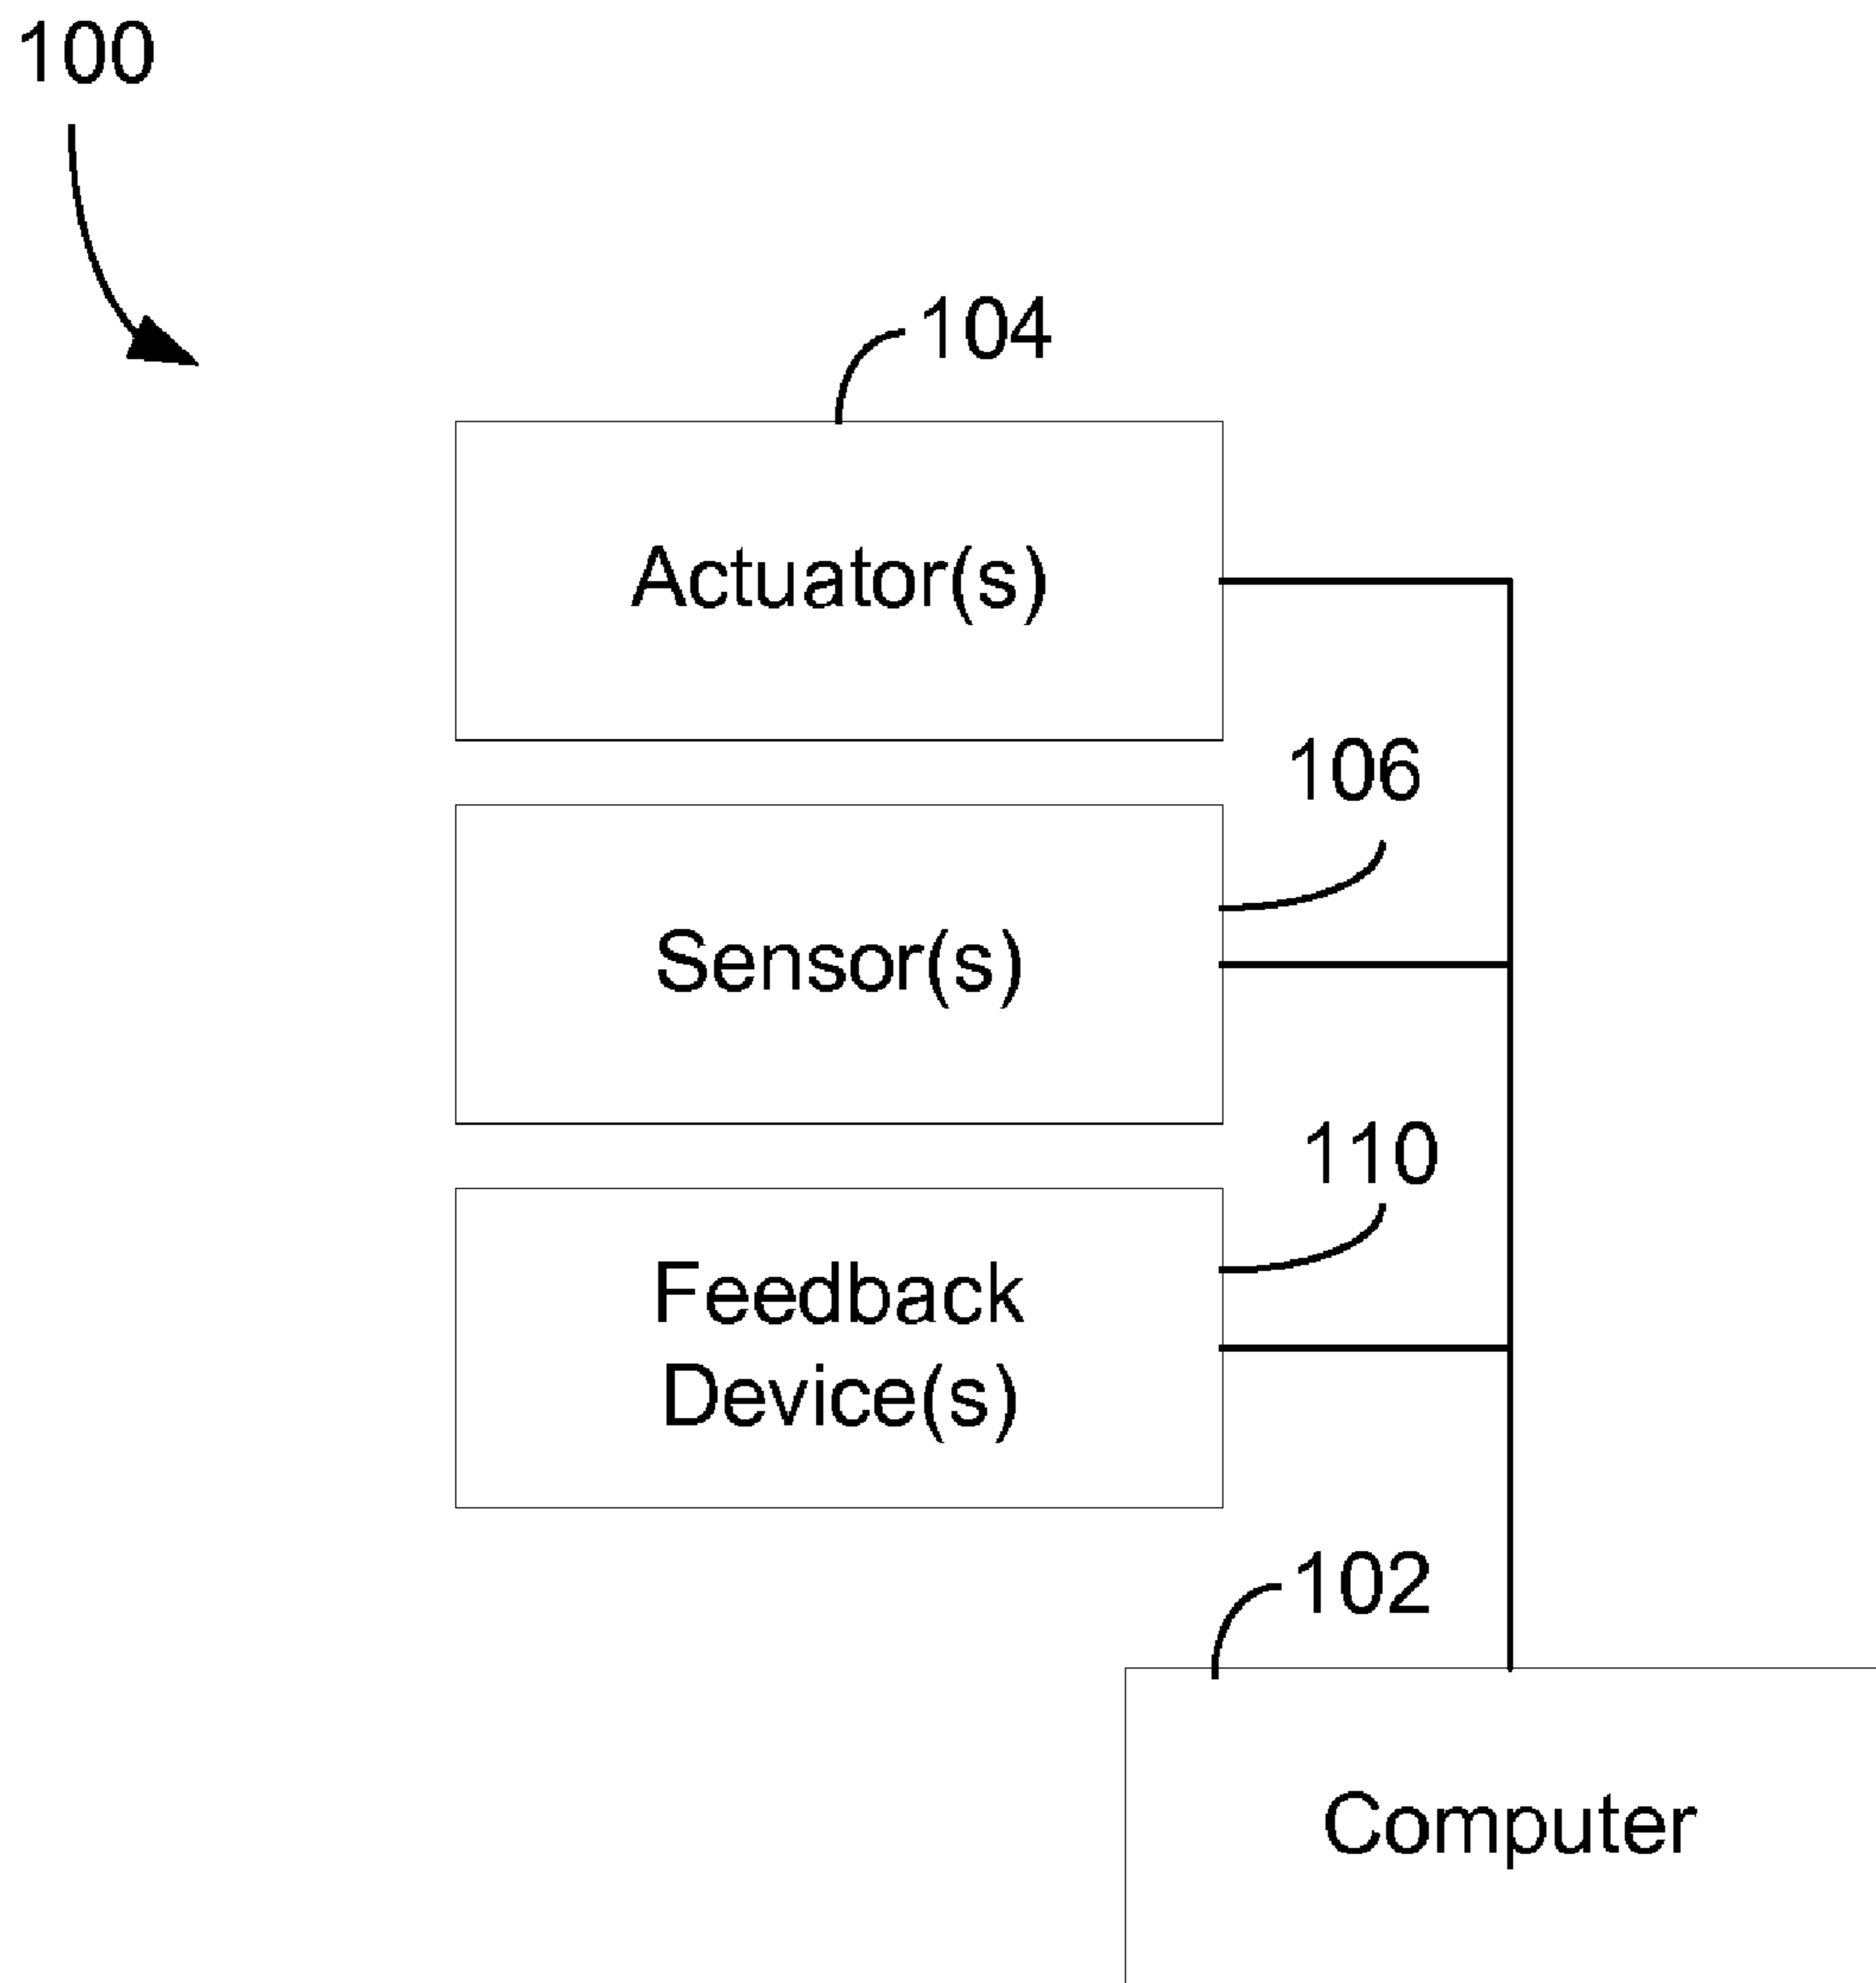 100
104
Actuator(s)
106
Sensor(s)
110
Feedback
Device(s)
102
Computer